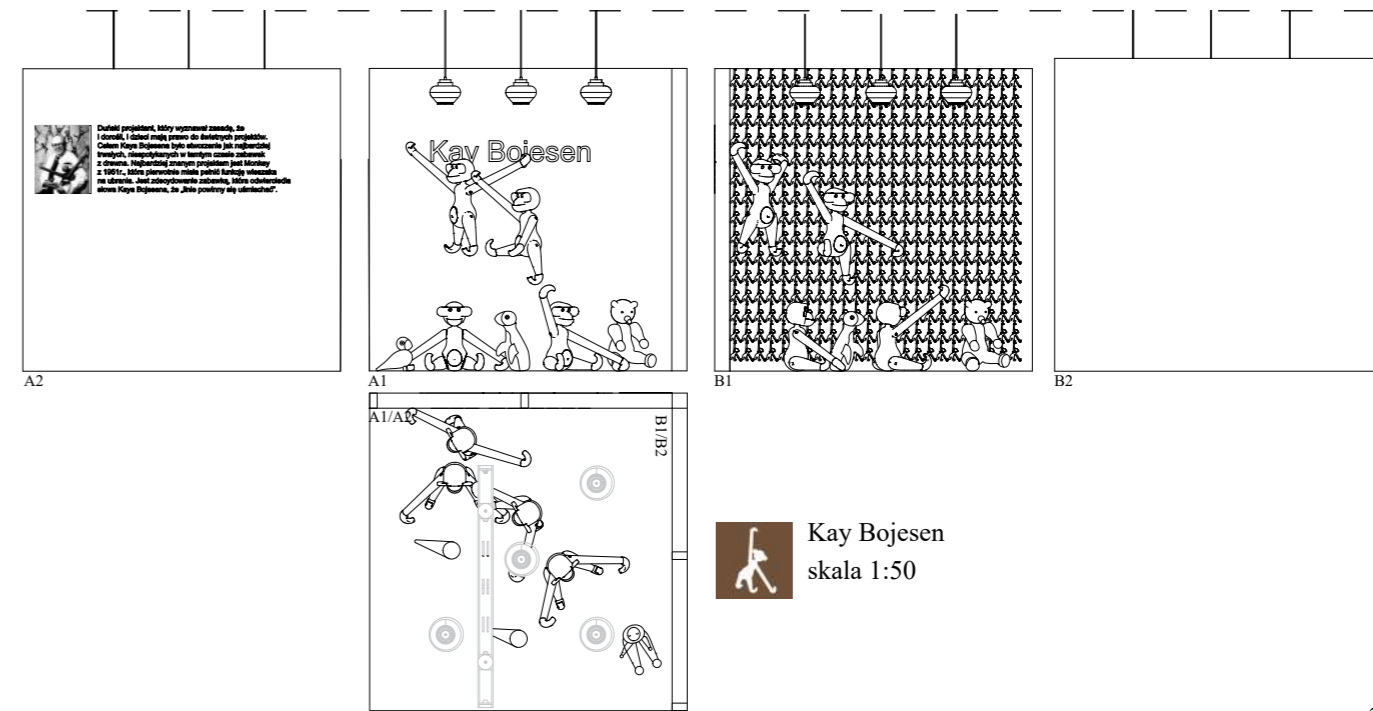 Duński projektant, który wyznawał zasadę, że
i dorośli, i dzieci mają prawo do świetnych projektów.
Celem Kaya Bojesena było stworzenie jak najbardziej
trwałych, niespotykanych w tamtym czasie zabawek
z drewna. Najbardziej znanym projektem jest Monkey
z 1951r., która pierwotnie miała pełnić funkcję wieszaka
na ubrania. Jest zdecydowanie zabawką, która odzwierciedla
słowa Kaya Bojesena, że „linie powinny się uśmiechać”.
A2
Kay Bojesen
A1
B1
B2
A1/A2
B1/B2
Kay Bojesen
skala 1:50